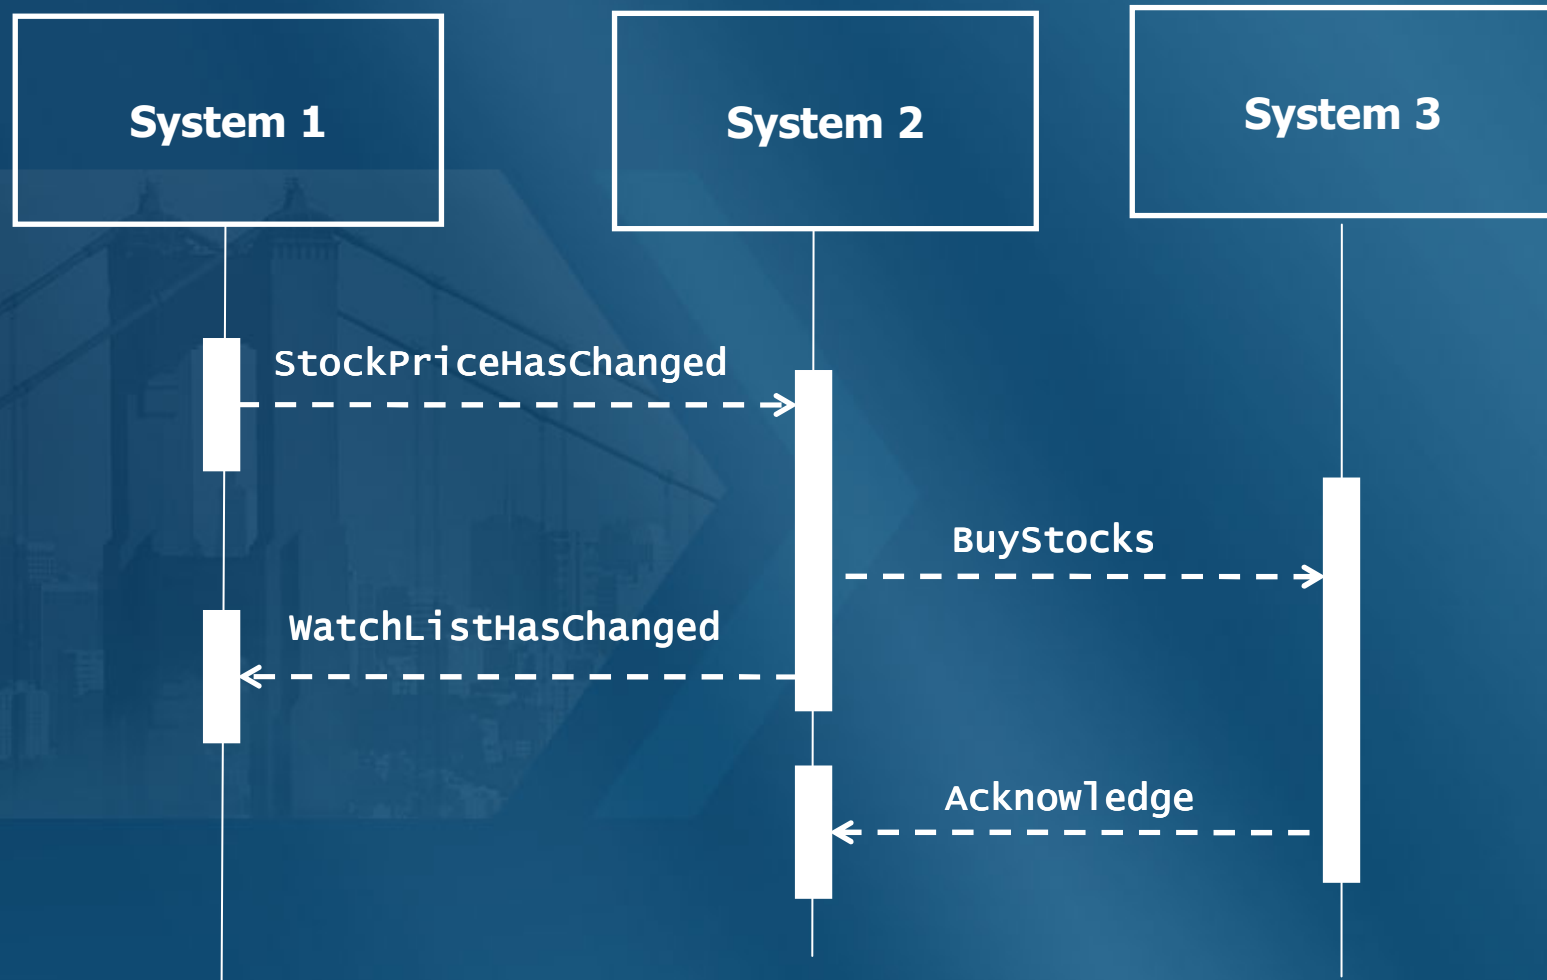 System 1
System 2
System 3
StockPriceHasChanged
BuyStocks
WatchListHasChanged
Acknowledge